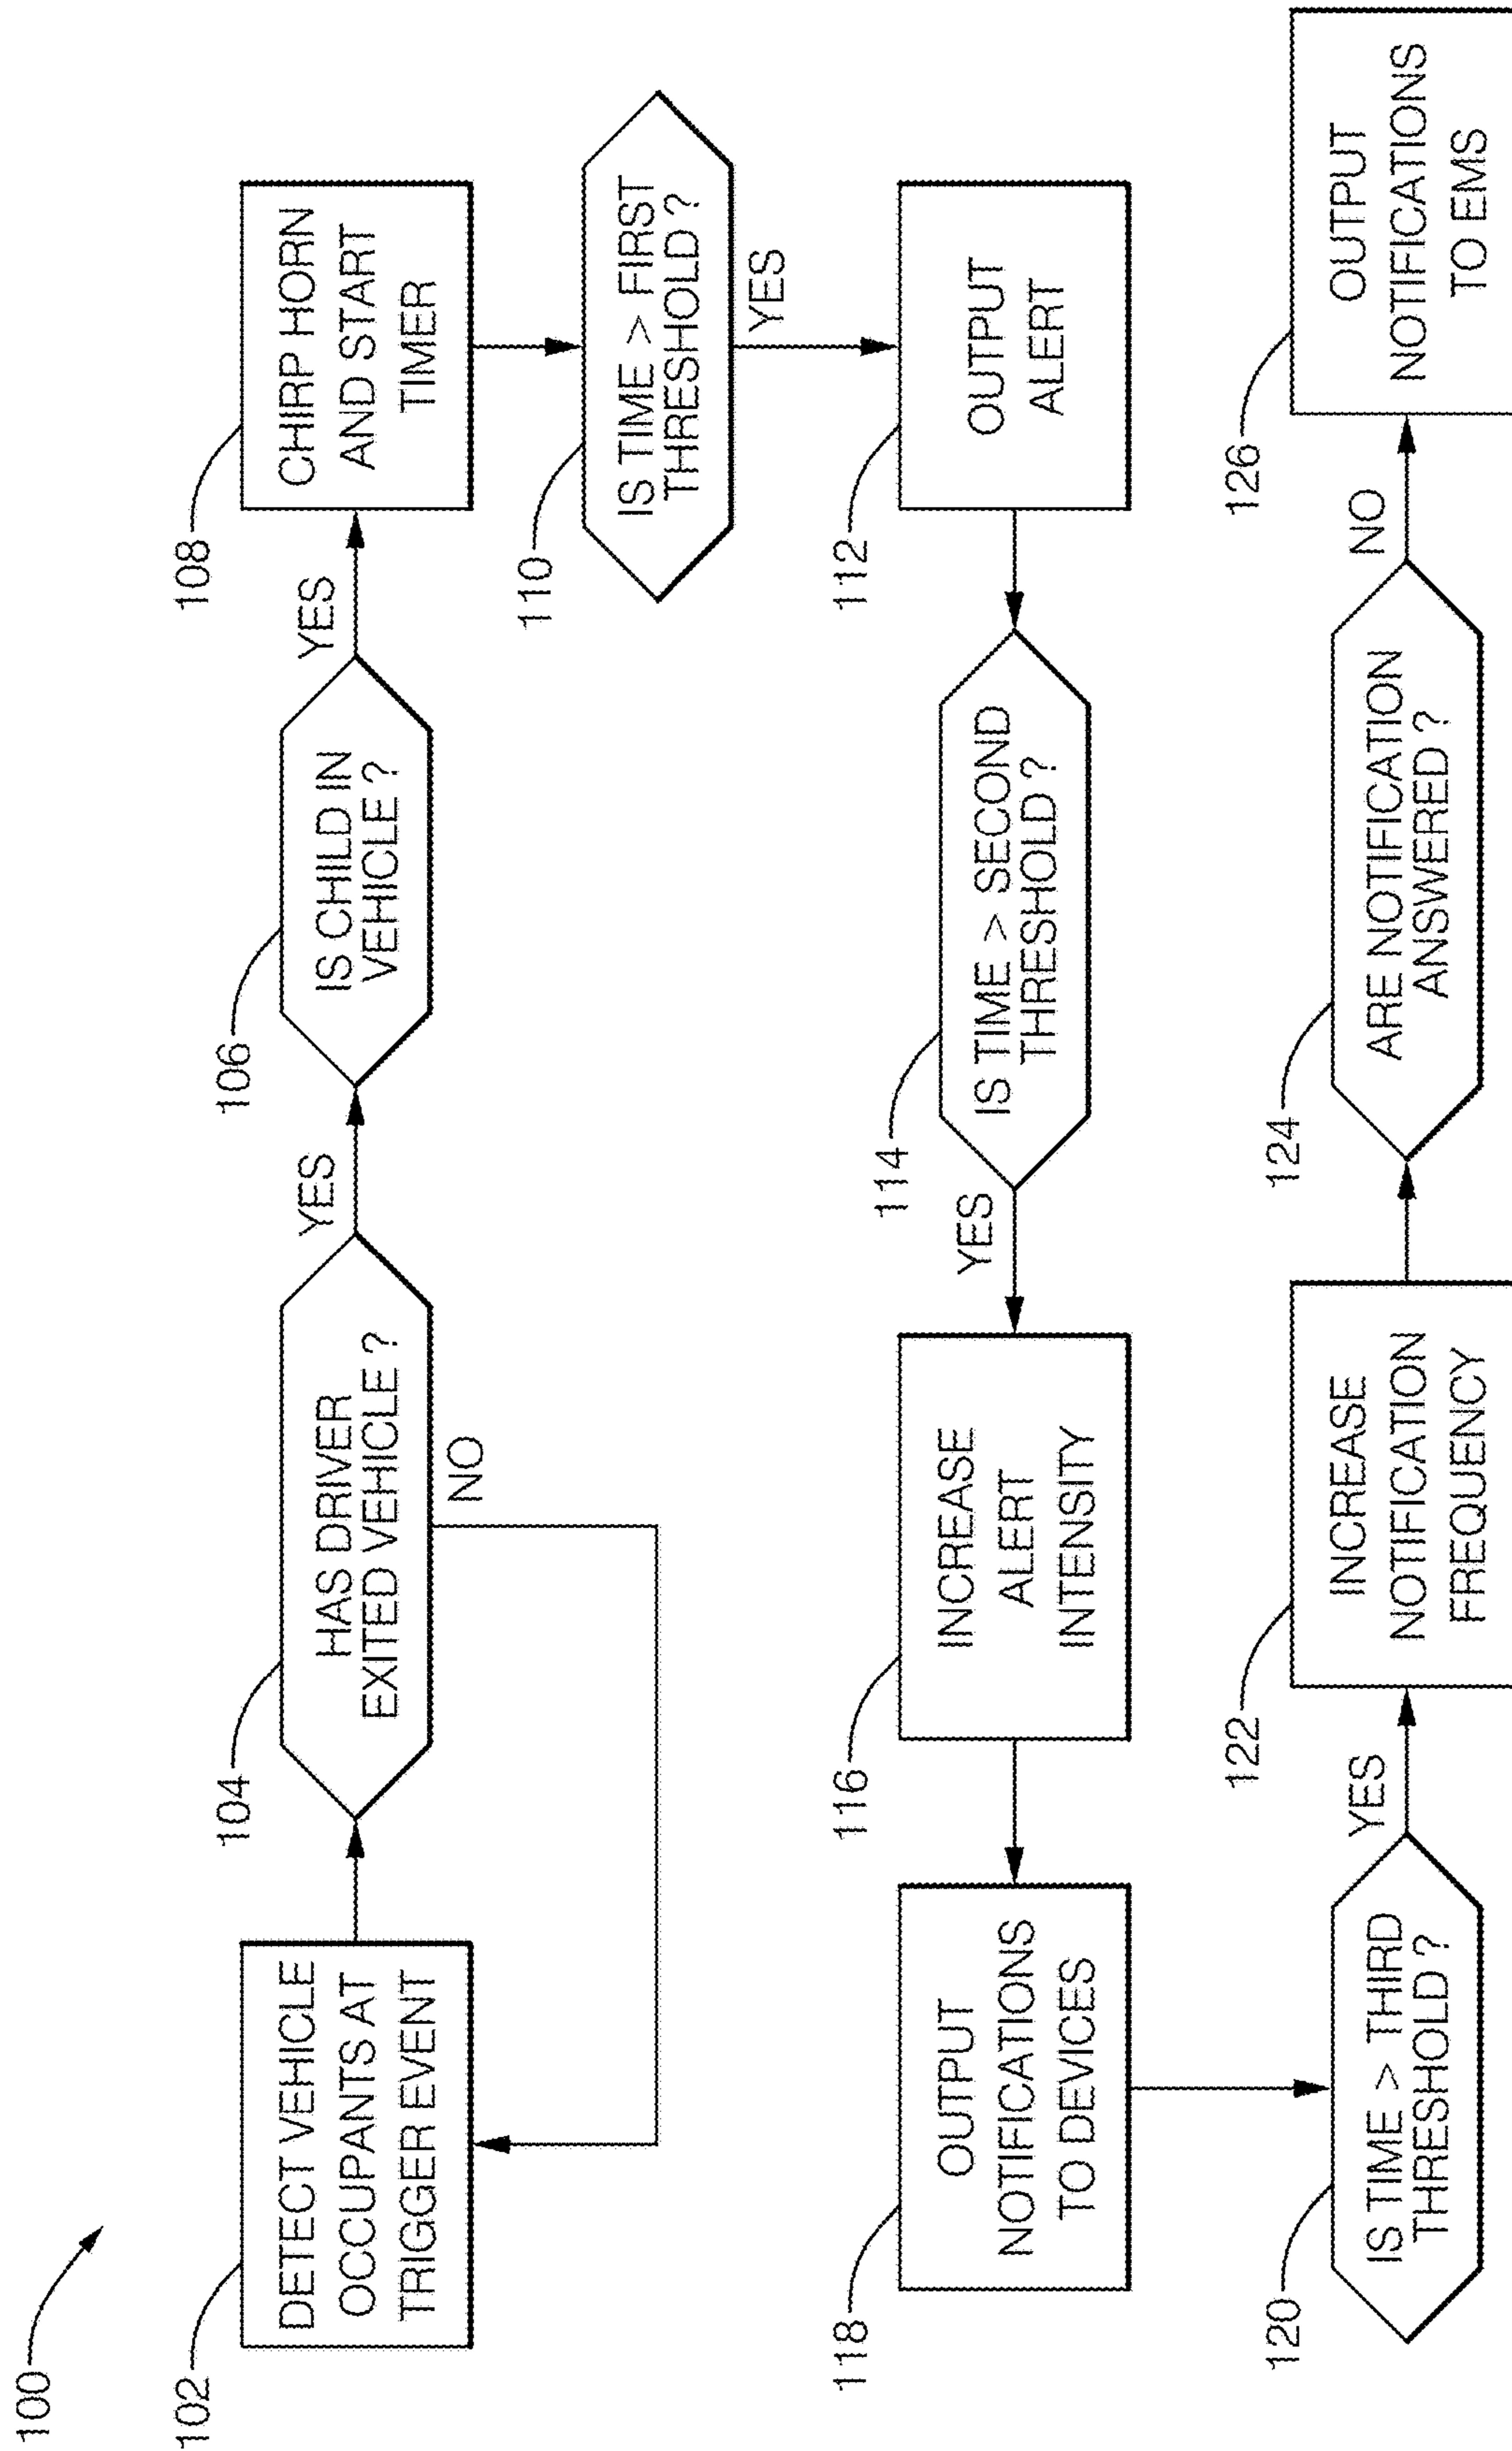 100
102
DETECT VEHICLE
OCCUPANTS AT
TRIGGER EVENT
104
HAS DRIVER
EXITED VEHICLE ?
YES
NO
106
IS CHILD IN
VEHICLE ?
YES
108
CHIRP HORN
AND START
TIMER
110
IS TIME > FIRST
THRESHOLD ?
YES
112
OUTPUT
ALERT
114
IS TIME > SECOND
THRESHOLD ?
YES
116
INCREASE
ALERT
INTENSITY
118
OUTPUT
NOTIFICATIONS
TO DEVICES
120
IS TIME > THIRD
THRESHOLD ?
YES
122
INCREASE
NOTIFICATION
FREQUENCY
124
ARE NOTIFICATION
ANSWERED ?
NO
126
OUTPUT
NOTIFICATIONS
TO EMS